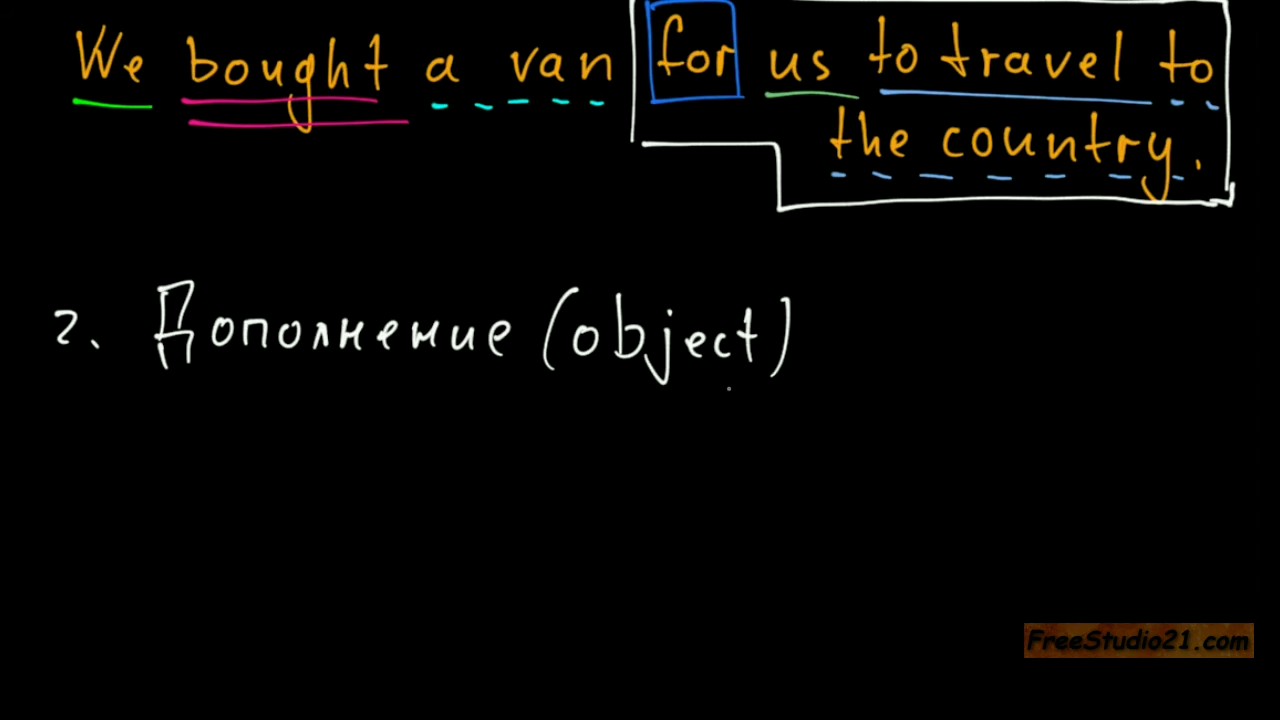 We bought a van for us to travel to
the country.
2. Дополнение (object)
FreeStudio21.com